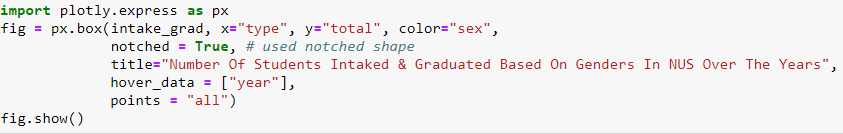 import plotly.express as px
fig = px.box(intake_grad, x="type", y="total", color="sex",
             notched = True, # used notched shape
             title="Number Of Students Intaked & Graduated Based On Genders In NUS Over The Years",
             hover_data = ["year"],
             points = "all")
fig.show()